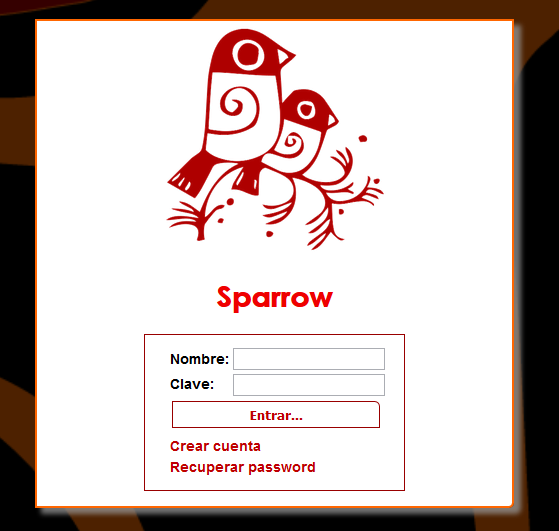 Sparrow
Nombre:
Clave:
Entrar...
Crear cuenta
Recuperar password